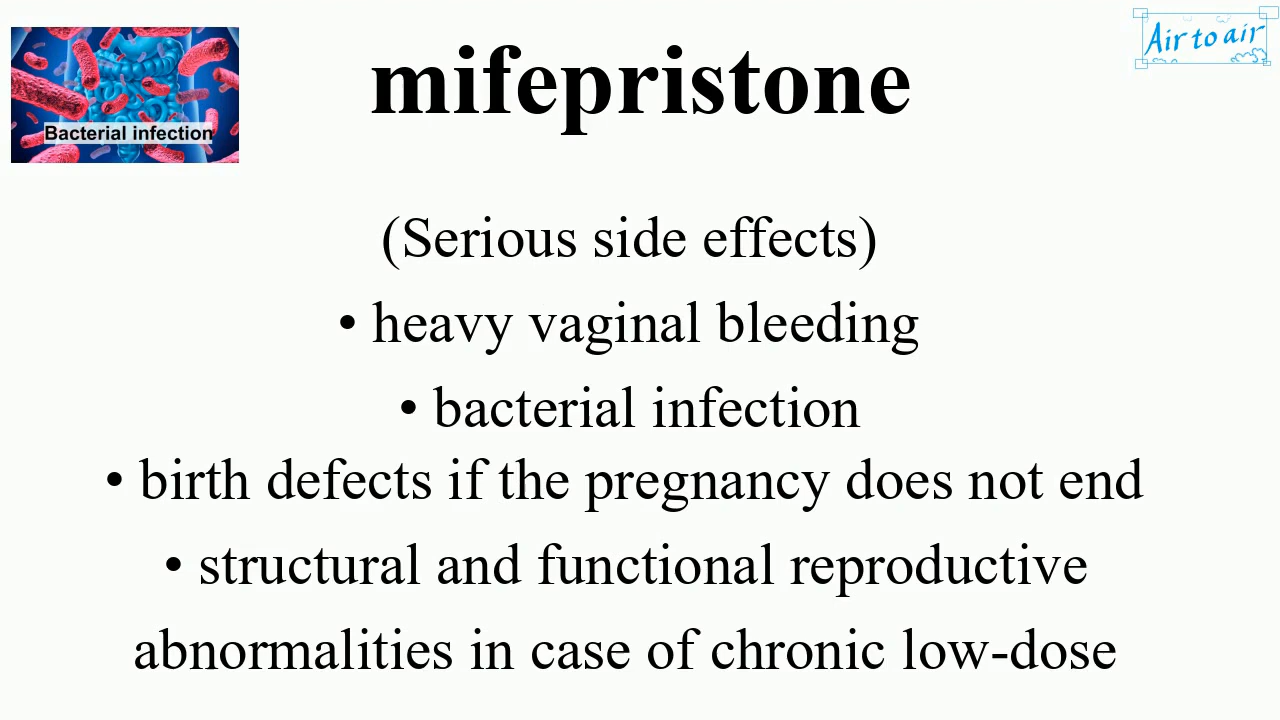 Air to air
mifepristone
Bacterial infection
(Serious side effects)
• heavy vaginal bleeding
• bacterial infection
• birth defects if the pregnancy does not end
• structural and functional reproductive
abnormalities in case of chronic low-dose